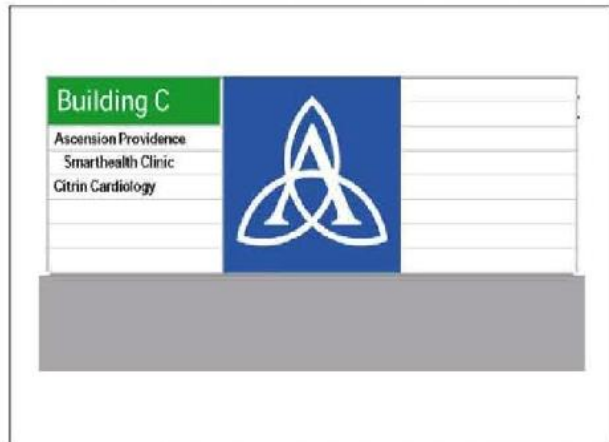 Building C
Ascension Providence
Smarthealth Clinic
Citrin Cardiology
A